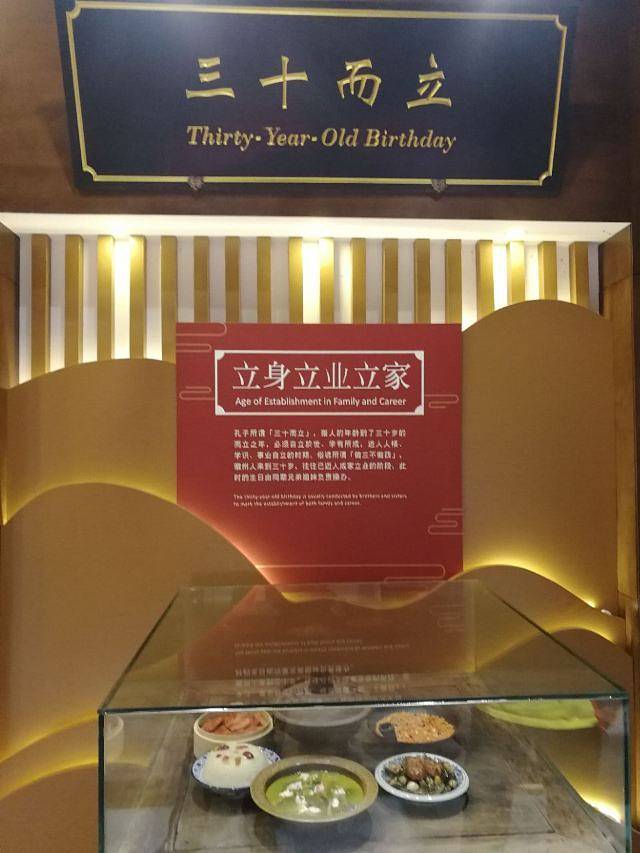 三十而立
Thirty-Year-Old Birthday
立身立业立家
Age of Establishment in Family and Career
孔子所谓「三十而立」，指人的年龄到了三十岁的
而立之年，必须自立於世、学有所成，进入人格、
学识、事业自立的时期。俗话所谓「做三不做四」，
徽州人来到三十岁，往往已迈入成家立业的阶段，此
时的生日由同辈兄弟姐妹负责操办。
The thirty-year-old birthday is usually conducted by brothers and sisters
to mark the establishment of both family and career.